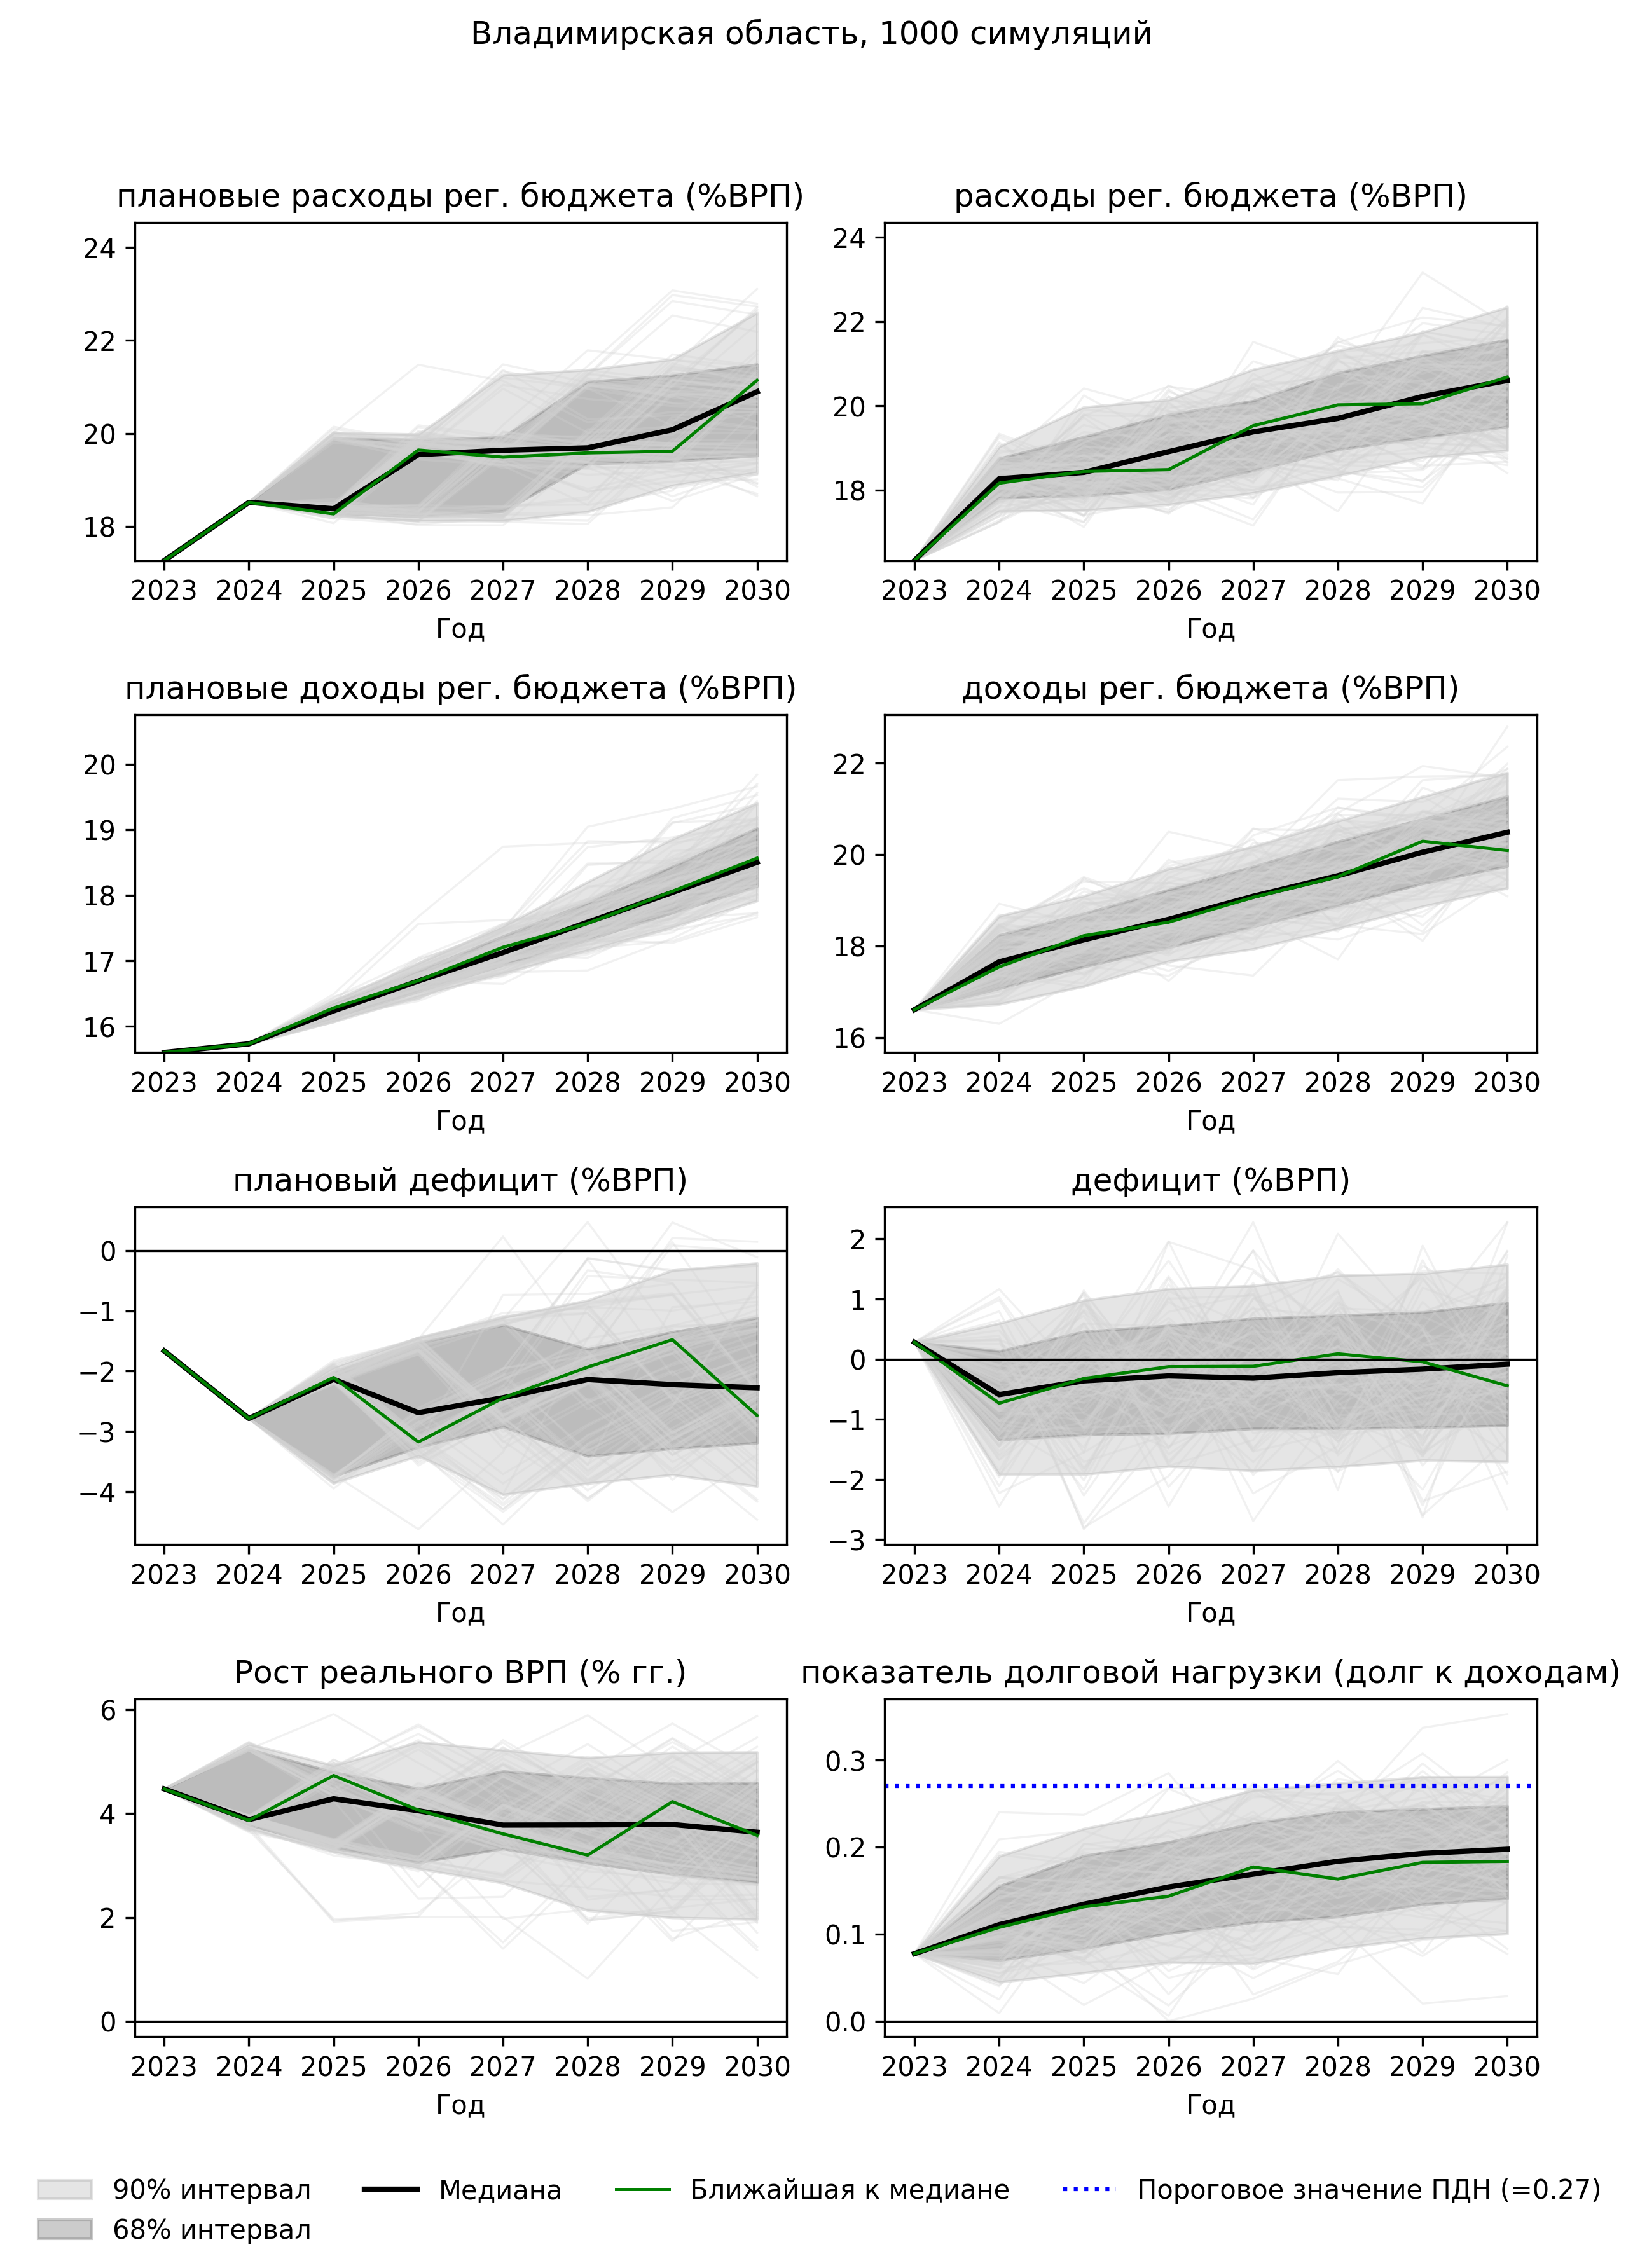 Владимирская область, 1000 симуляций
плановые расходы рег. бюджета (%ВРП)
24
22
20
18
2023 2024 2025 2026 2027 2028 2029 2030
Год
расходы рег. бюджета (%ВРП)
24
22
20
18
2023 2024 2025 2026 2027 2028 2029 2030
Год
плановые доходы рег. бюджета (%ВРП)
20
19
18
17
16
2023 2024 2025 2026 2027 2028 2029 2030
Год
доходы рег. бюджета (%ВРП)
22
20
18
16
2023 2024 2025 2026 2027 2028 2029 2030
Год
плановый дефицит (%ВРП)
0
−1
−2
−3
−4
2023 2024 2025 2026 2027 2028 2029 2030
Год
дефицит (%ВРП)
2
1
0
−1
−2
−3
2023 2024 2025 2026 2027 2028 2029 2030
Год
Рост реального ВРП (% гг.)
6
4
2
0
2023 2024 2025 2026 2027 2028 2029 2030
Год
показатель долговой нагрузки (долг к доходам)
0.3
0.2
0.1
0.0
2023 2024 2025 2026 2027 2028 2029 2030
Год
90% интервал
68% интервал
Медиана
Ближайшая к медиане
Пороговое значение ПДН (=0.27)